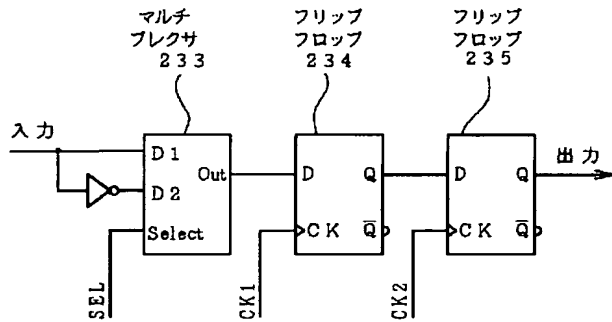 マルチ
プレクサ
２３３
フリップ
フロップ
２３４
フリップ
フロップ
２３５
入力
D1
Out
D2
Select
D
Q
CK
Q̅
D
Q
CK
Q̅
出力
SEL
CK1
CK2